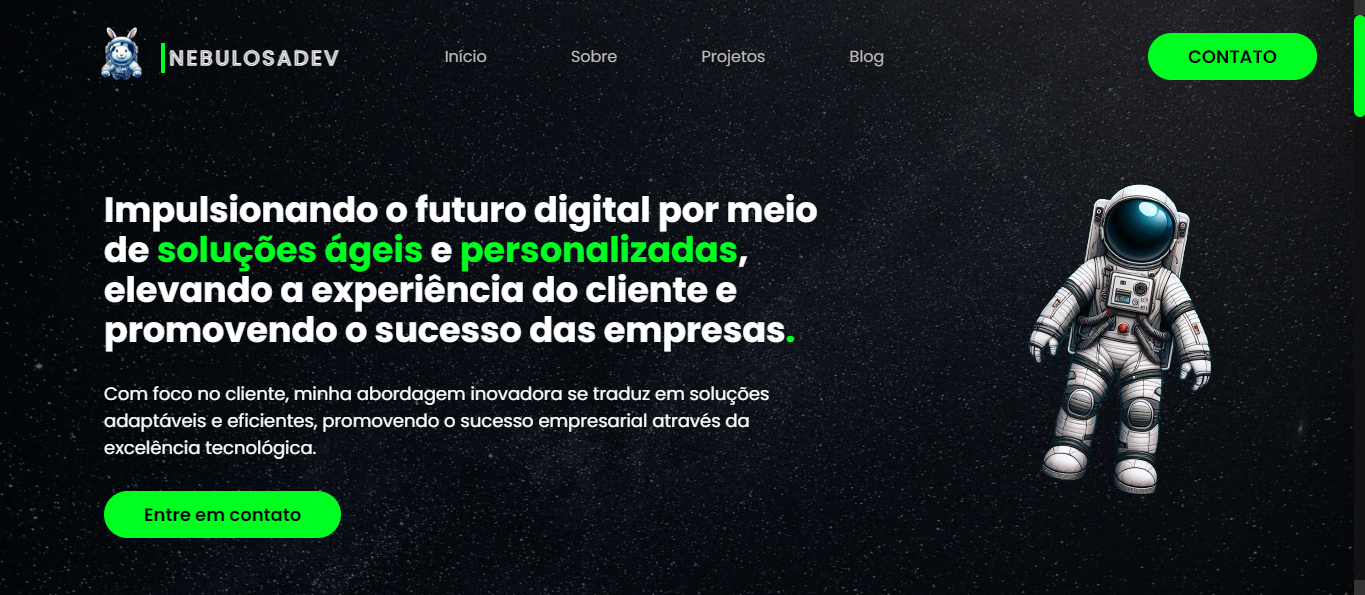 NEBULOSADEV
Início
Sobre
Projetos
Blog
CONTATO
Impulsionando o futuro digital por meio
de soluções ágeis e personalizadas,
elevando a experiência do cliente e
promovendo o sucesso das empresas.
Com foco no cliente, minha abordagem inovadora se traduz em soluções
adaptáveis e eficientes, promovendo o sucesso empresarial através da
excelência tecnológica.
Entre em contato